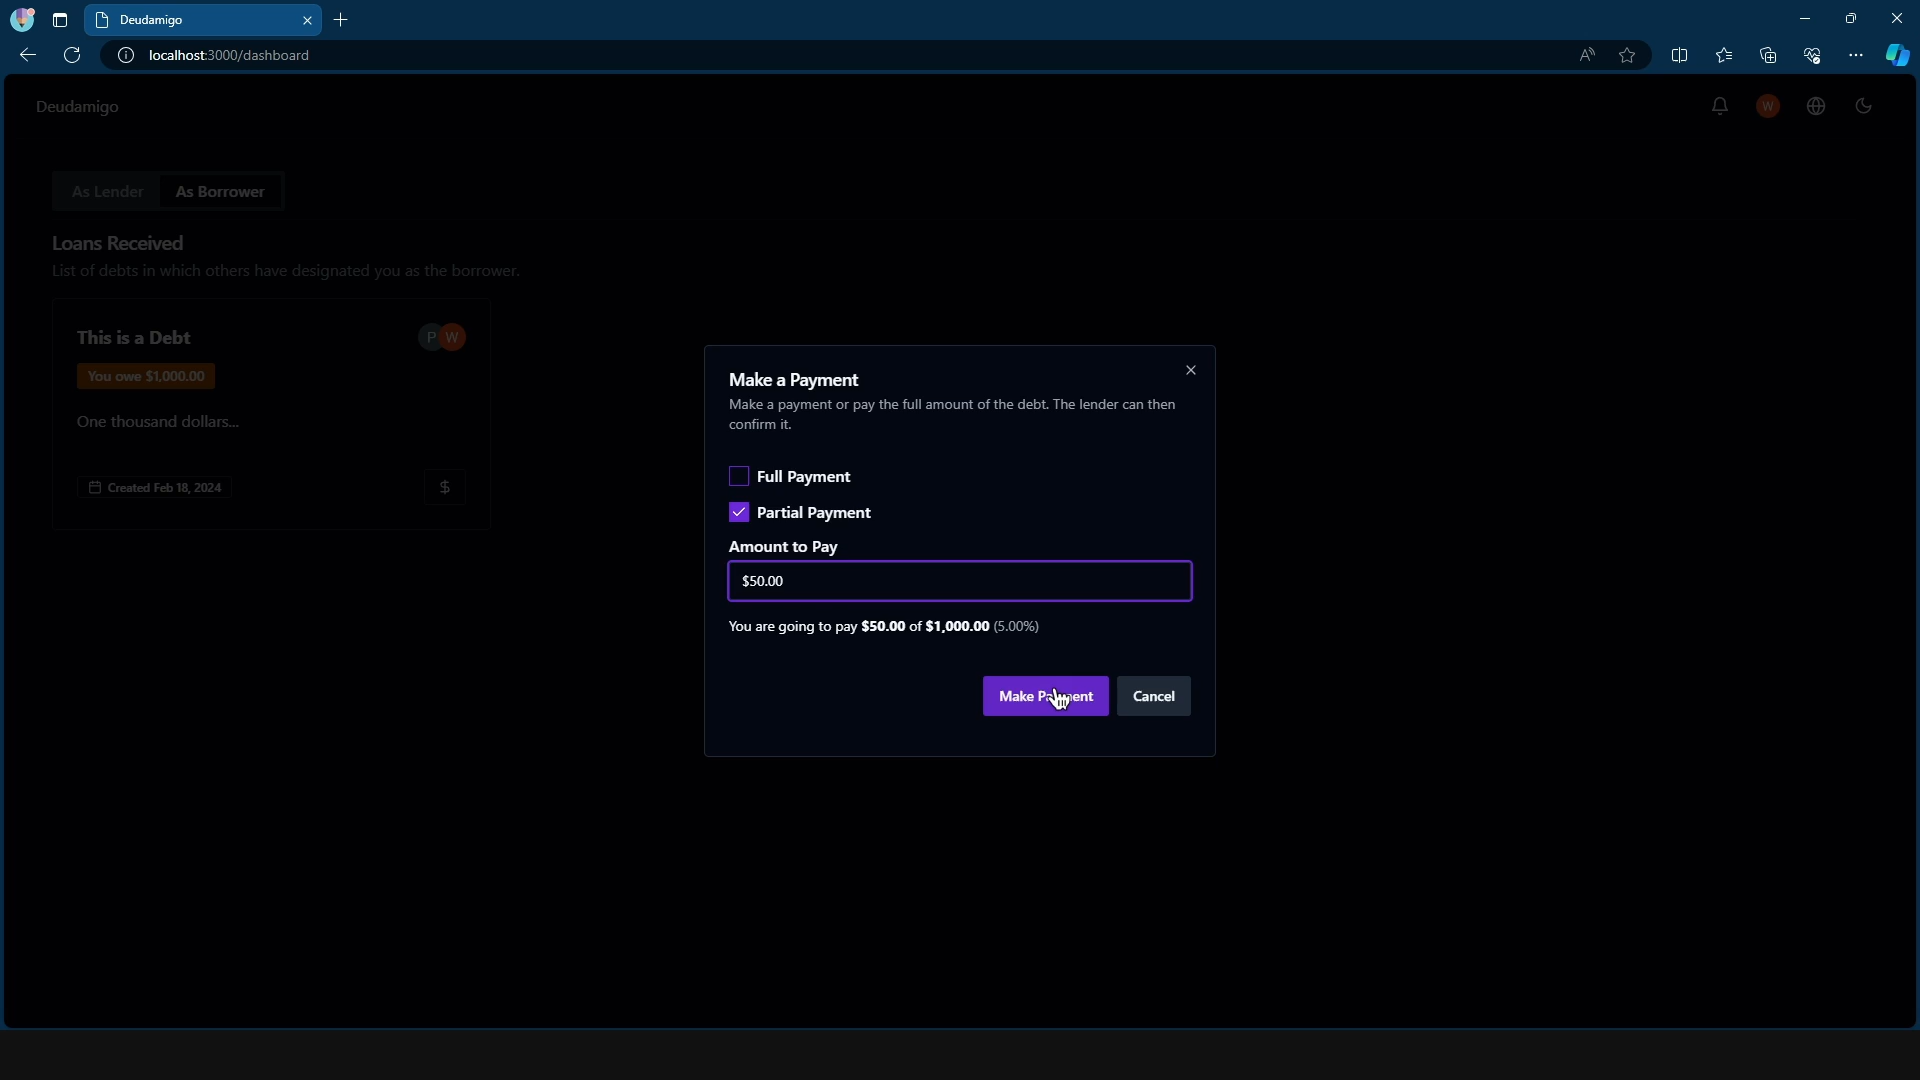 Deudamigo
localhost:3000/dashboard
Deudamigo
W
As Lender
As Borrower
Loans Received
List of debts in which others have designated you as the borrower.
This is a Debt
P W
You owe $1,000.00
One thousand dollars...
Created Feb 18, 2024
$
Make a Payment
Make a payment or pay the full amount of the debt. The lender can then
confirm it.
Full Payment
Partial Payment
Amount to Pay
$50.00
You are going to pay $50.00 of $1,000.00 (5.00%)
Make Payment
Cancel